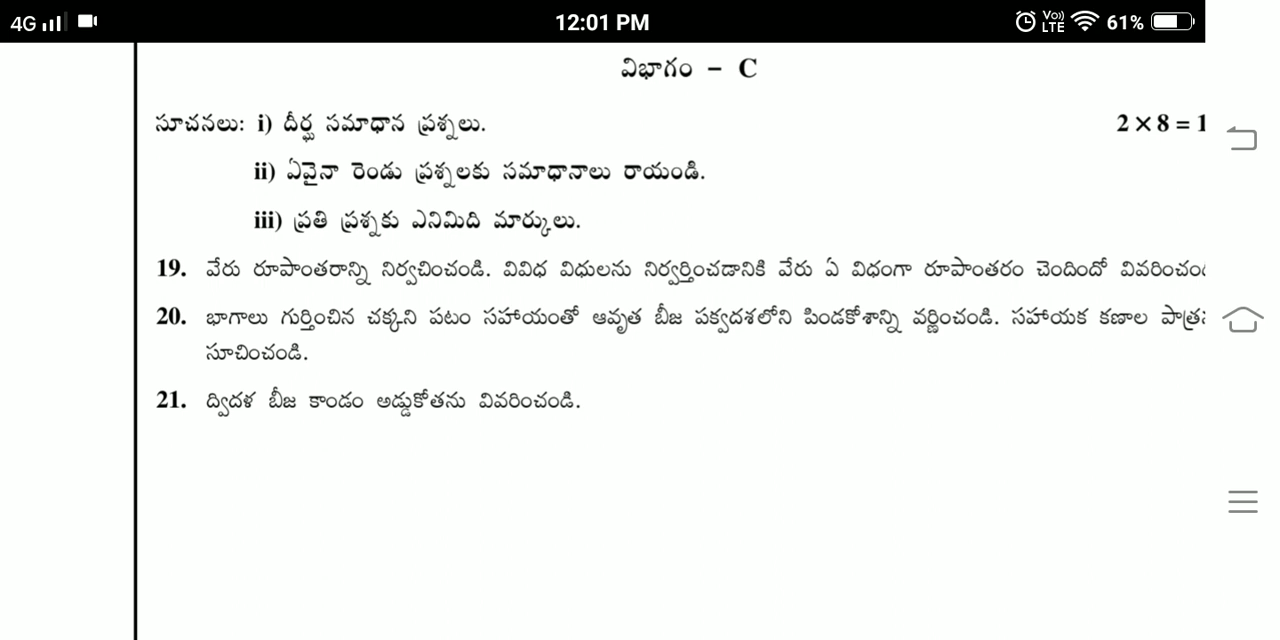 4G 12:01 PM Vo) LTE 61%
విభాగం – C
సూచనలు: i) దీర్ఘ సమాధాన ప్రశ్నలు. 2 × 8 = 1
ii) ఏవైనా రెండు ప్రశ్నలకు సమాధానాలు రాయండి.
iii) ప్రతి ప్రశ్నకు ఎనిమిది మార్కులు.
19. వేరు రూపాంతరాన్ని నిర్వచించండి. వివిధ విధులను నిర్వర్తించడానికి వేరు ఏ విధంగా రూపాంతరం చెందిందో
20. భాగాలు గుర్తించిన చక్కని పటం సహాయంతో ఆవృత బీజ పక్వదశలోని పిండకోశాన్ని వర్ణించండి. సహాయక కణాల
సూచించండి.
21. ద్విదళ బీజ కాండం అడ్డుకోతను వివరించండి.